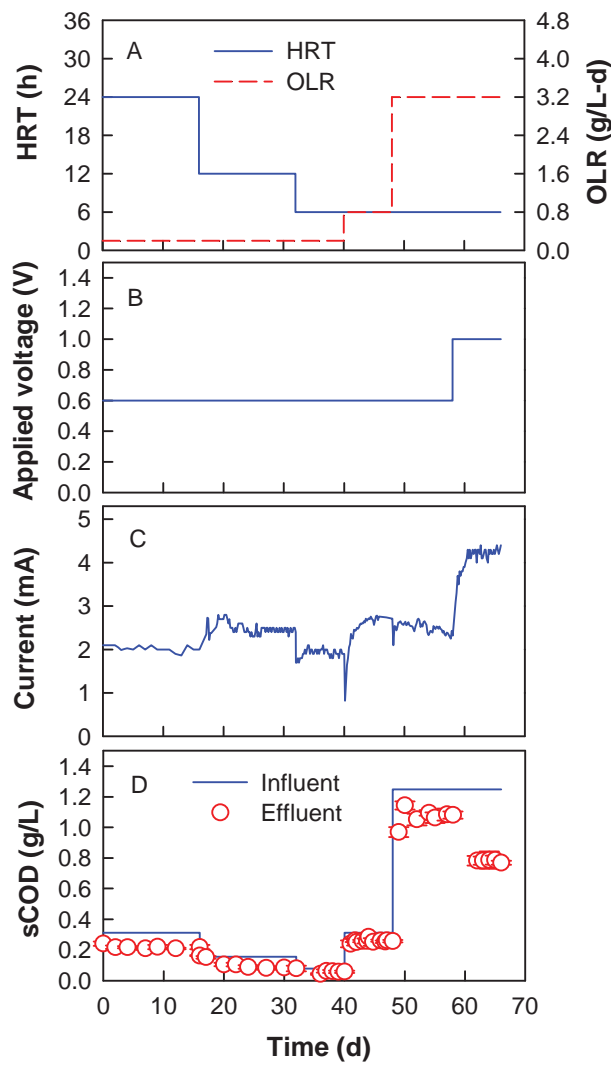 36 4.8
A HRT
30 4.0
OLR
24 3.2
18 2.4
12 1.6
6 0.8
0 0.0
HRT (h)
OLR (g/L-d)
1.4
B
1.2
1.0
0.8
0.6
0.4
0.2
0.0
Applied voltage (V)
5
C
4
3
2
1
0
Current (mA)
1.4
D Influent
1.2
Effluent
1.0
0.8
0.6
0.4
0.2
0.0
sCOD (g/L)
0 10 20 30 40 50 60 70
Time (d)